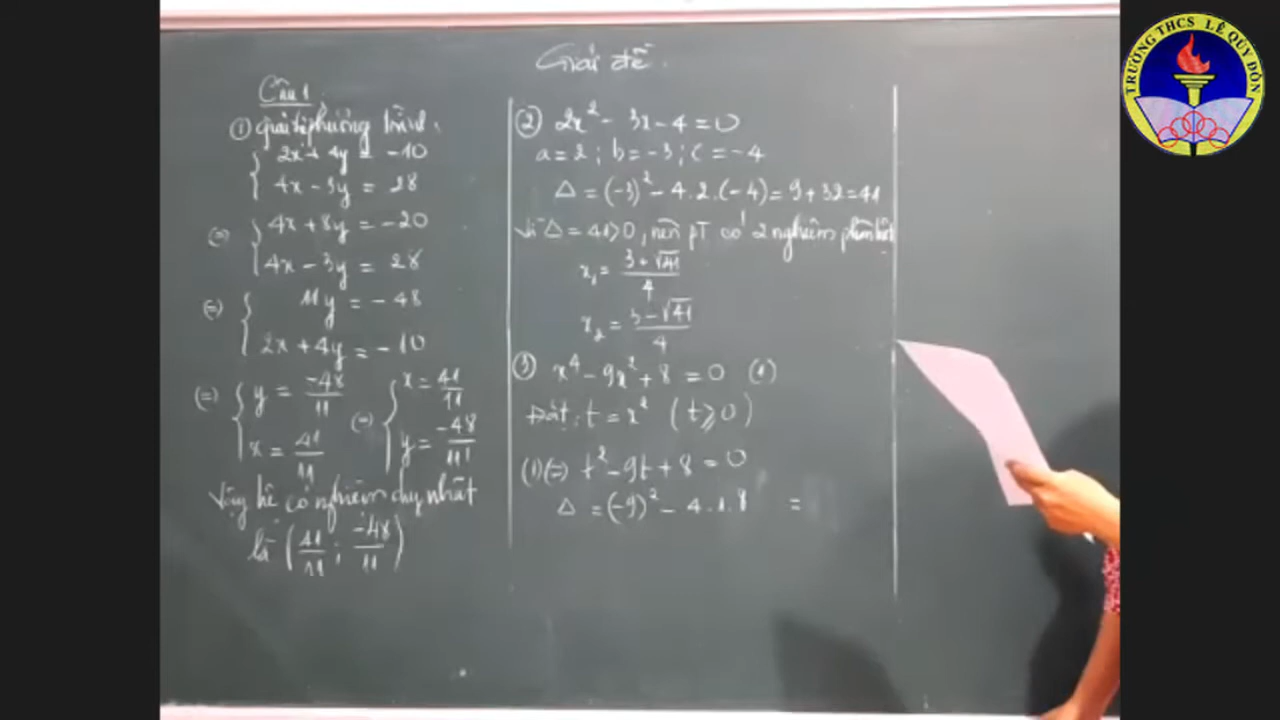 Giải đề.
Câu 1
① giải hệ phương trình.
{ 2x + 4y = -10
4x - 3y = 28
(=) { 4x + 8y = -20
4x - 3y = 28
(=) { 11y = -48
2x + 4y = -10
(=) { y = -48/11 (=) { x = 41/11
x = 41/11 y = -48/11
Vậy hệ có nghiệm duy nhất
là (41/11 ; -48/11)
② 2x² - 3x - 4 = 0
a = 2 ; b = -3 ; c = -4
Δ = (-3)² - 4.2.(-4) = 9 + 32 = 41
Vì Δ = 41 > 0, nên pT có 2 nghiệm phân biệt
x₁ = (3 + √41)/4
x₂ = (3 - √41)/4
③ x⁴ - 9x² + 8 = 0 (1)
Đặt: t = x² (t ⩾ 0)
(1) (=) t² - 9t + 8 = 0
Δ = (-9)² - 4.1.8 =
TRƯỜNG THCS LÊ QUÝ ĐÔN